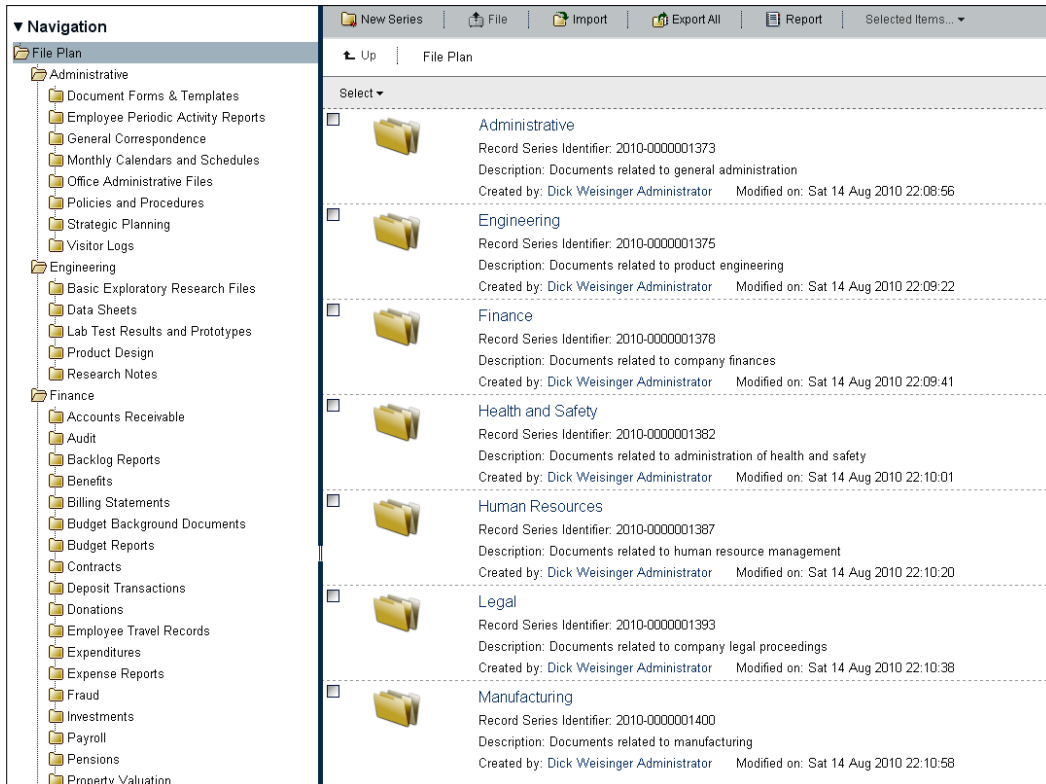 ▼ Navigation
File Plan
Administrative
Document Forms & Templates
Employee Periodic Activity Reports
General Correspondence
Monthly Calendars and Schedules
Office Administrative Files
Policies and Procedures
Strategic Planning
Visitor Logs
Engineering
Basic Exploratory Research Files
Data Sheets
Lab Test Results and Prototypes
Product Design
Research Notes
Finance
Accounts Receivable
Audit
Backlog Reports
Benefits
Billing Statements
Budget Background Documents
Budget Reports
Contracts
Deposit Transactions
Donations
Employee Travel Records
Expenditures
Expense Reports
Fraud
Investments
Payroll
Pensions
Property Valuation
New Series File Import Export All Report Selected Items...
Up File Plan
Select
Administrative
Record Series Identifier: 2010-0000001373
Description: Documents related to general administration
Created by: Dick Weisinger Administrator Modified on: Sat 14 Aug 2010 22:08:56
Engineering
Record Series Identifier: 2010-0000001375
Description: Documents related to product engineering
Created by: Dick Weisinger Administrator Modified on: Sat 14 Aug 2010 22:09:22
Finance
Record Series Identifier: 2010-0000001378
Description: Documents related to company finances
Created by: Dick Weisinger Administrator Modified on: Sat 14 Aug 2010 22:09:41
Health and Safety
Record Series Identifier: 2010-0000001382
Description: Documents related to administration of health and safety
Created by: Dick Weisinger Administrator Modified on: Sat 14 Aug 2010 22:10:01
Human Resources
Record Series Identifier: 2010-0000001387
Description: Documents related to human resource management
Created by: Dick Weisinger Administrator Modified on: Sat 14 Aug 2010 22:10:20
Legal
Record Series Identifier: 2010-0000001393
Description: Documents related to company legal proceedings
Created by: Dick Weisinger Administrator Modified on: Sat 14 Aug 2010 22:10:38
Manufacturing
Record Series Identifier: 2010-0000001400
Description: Documents related to manufacturing
Created by: Dick Weisinger Administrator Modified on: Sat 14 Aug 2010 22:10:58